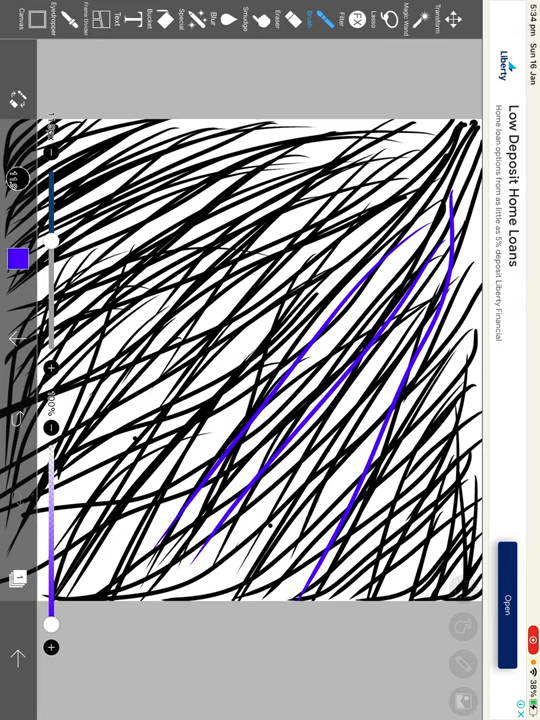 5:34 pm Sun 16 Jan
38%
Liberty
Low Deposit Home Loans
Home loan options from as little as 5% deposit Liberty Financial
Open
Transform
Magic Wand
Lasso
FX
Filter
Brush
Eraser
Smudge
Blur
Special
Bucket
Text
Frame Divider
Eyedropper
Canvas
1